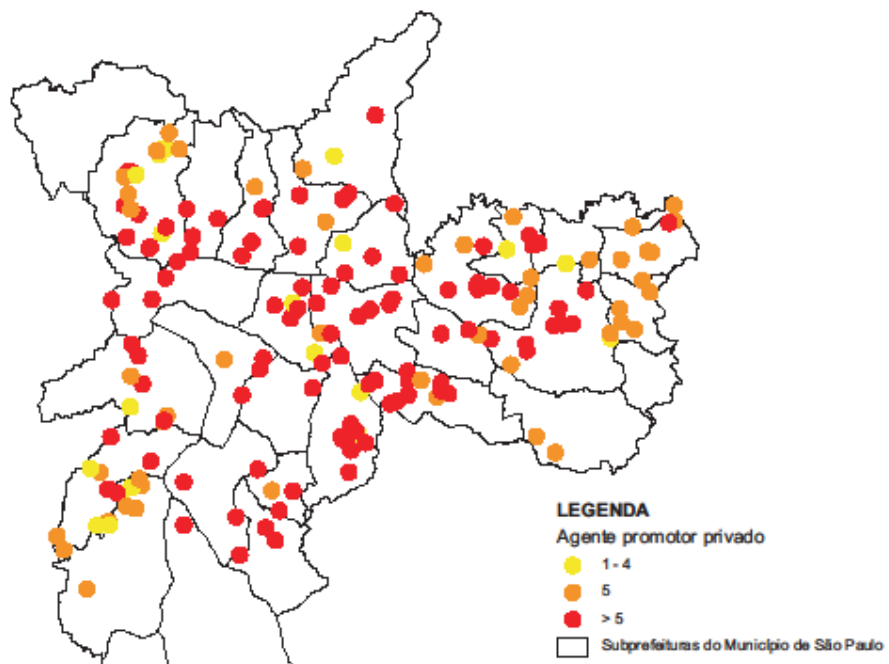 LEGENDA
Agente promotor privado
1 - 4
5
> 5
Subprefeituras do Município de São Paulo